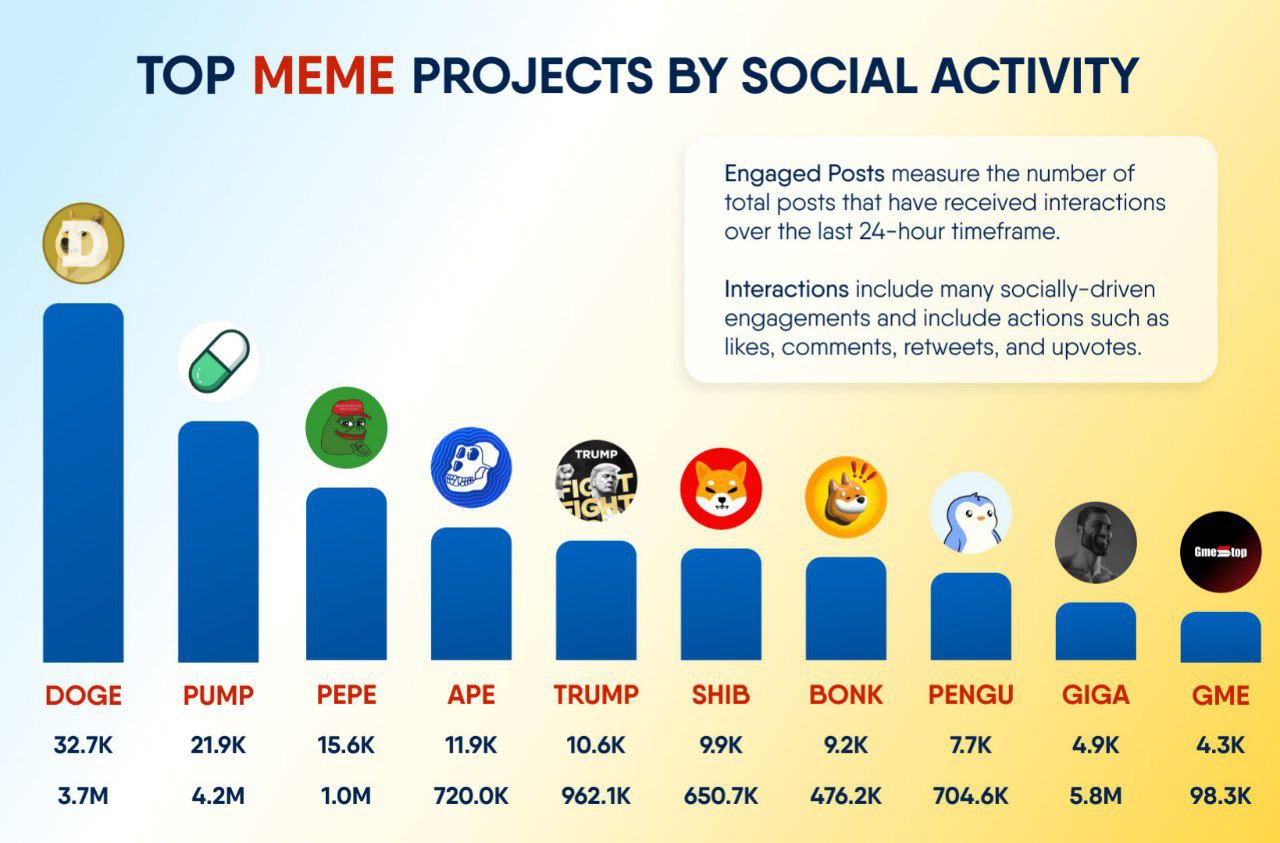 TOP MEME PROJECTS BY SOCIAL ACTIVITY
Engaged Posts measure the number of
total posts that have received interactions
over the last 24-hour timeframe.
Interactions include many socially-driven
engagements and include actions such as
likes, comments, retweets, and upvotes.
D
TRUMP
FIGHT
FIGHT
Gmestop
DOGE PUMP PEPE APE TRUMP SHIB BONK PENGU GIGA GME
32.7K 21.9K 15.6K 11.9K 10.6K 9.9K 9.2K 7.7K 4.9K 4.3K
3.7M 4.2M 1.0M 720.0K 962.1K 650.7K 476.2K 704.6K 5.8M 98.3K